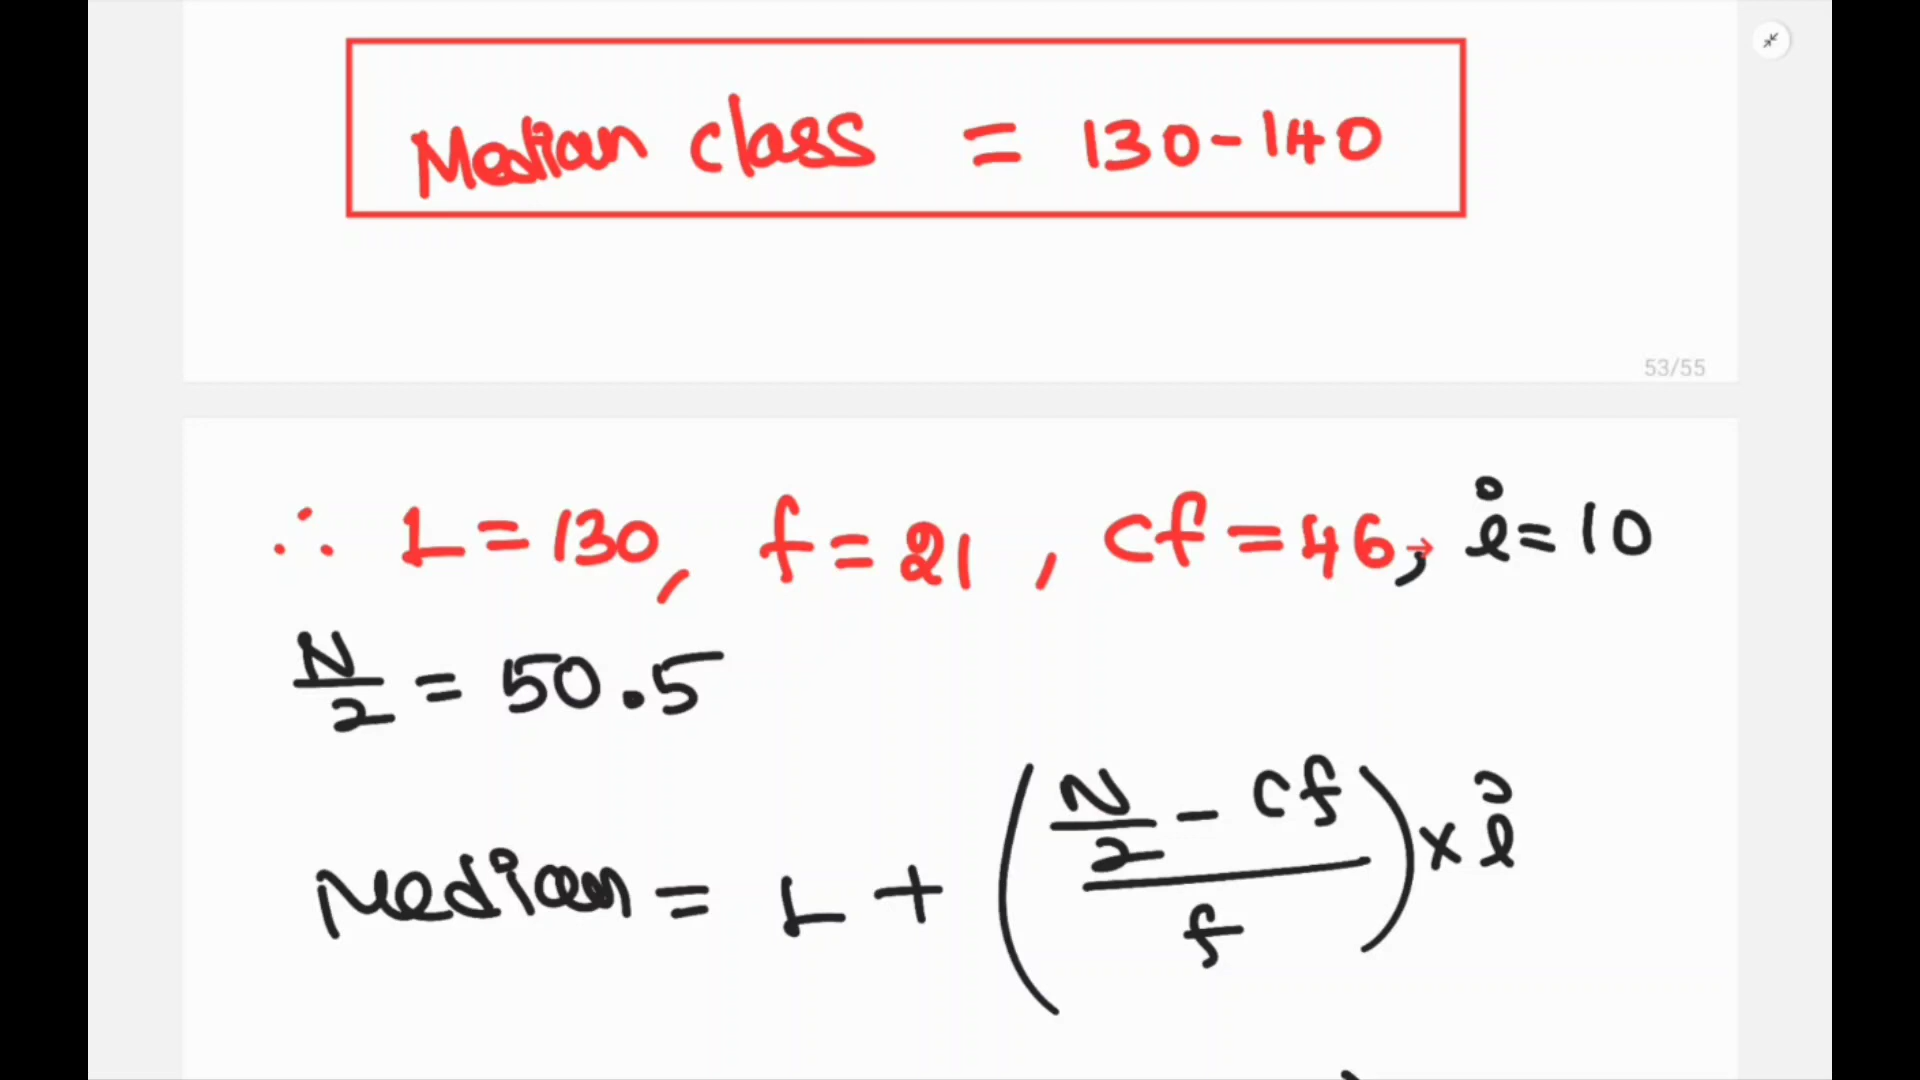 Median class = 130-140
53/55
∴ L = 130, f = 21, cf = 46, i = 10
N/2 = 50.5
Median = L + ((N/2 - cf)/f) × i